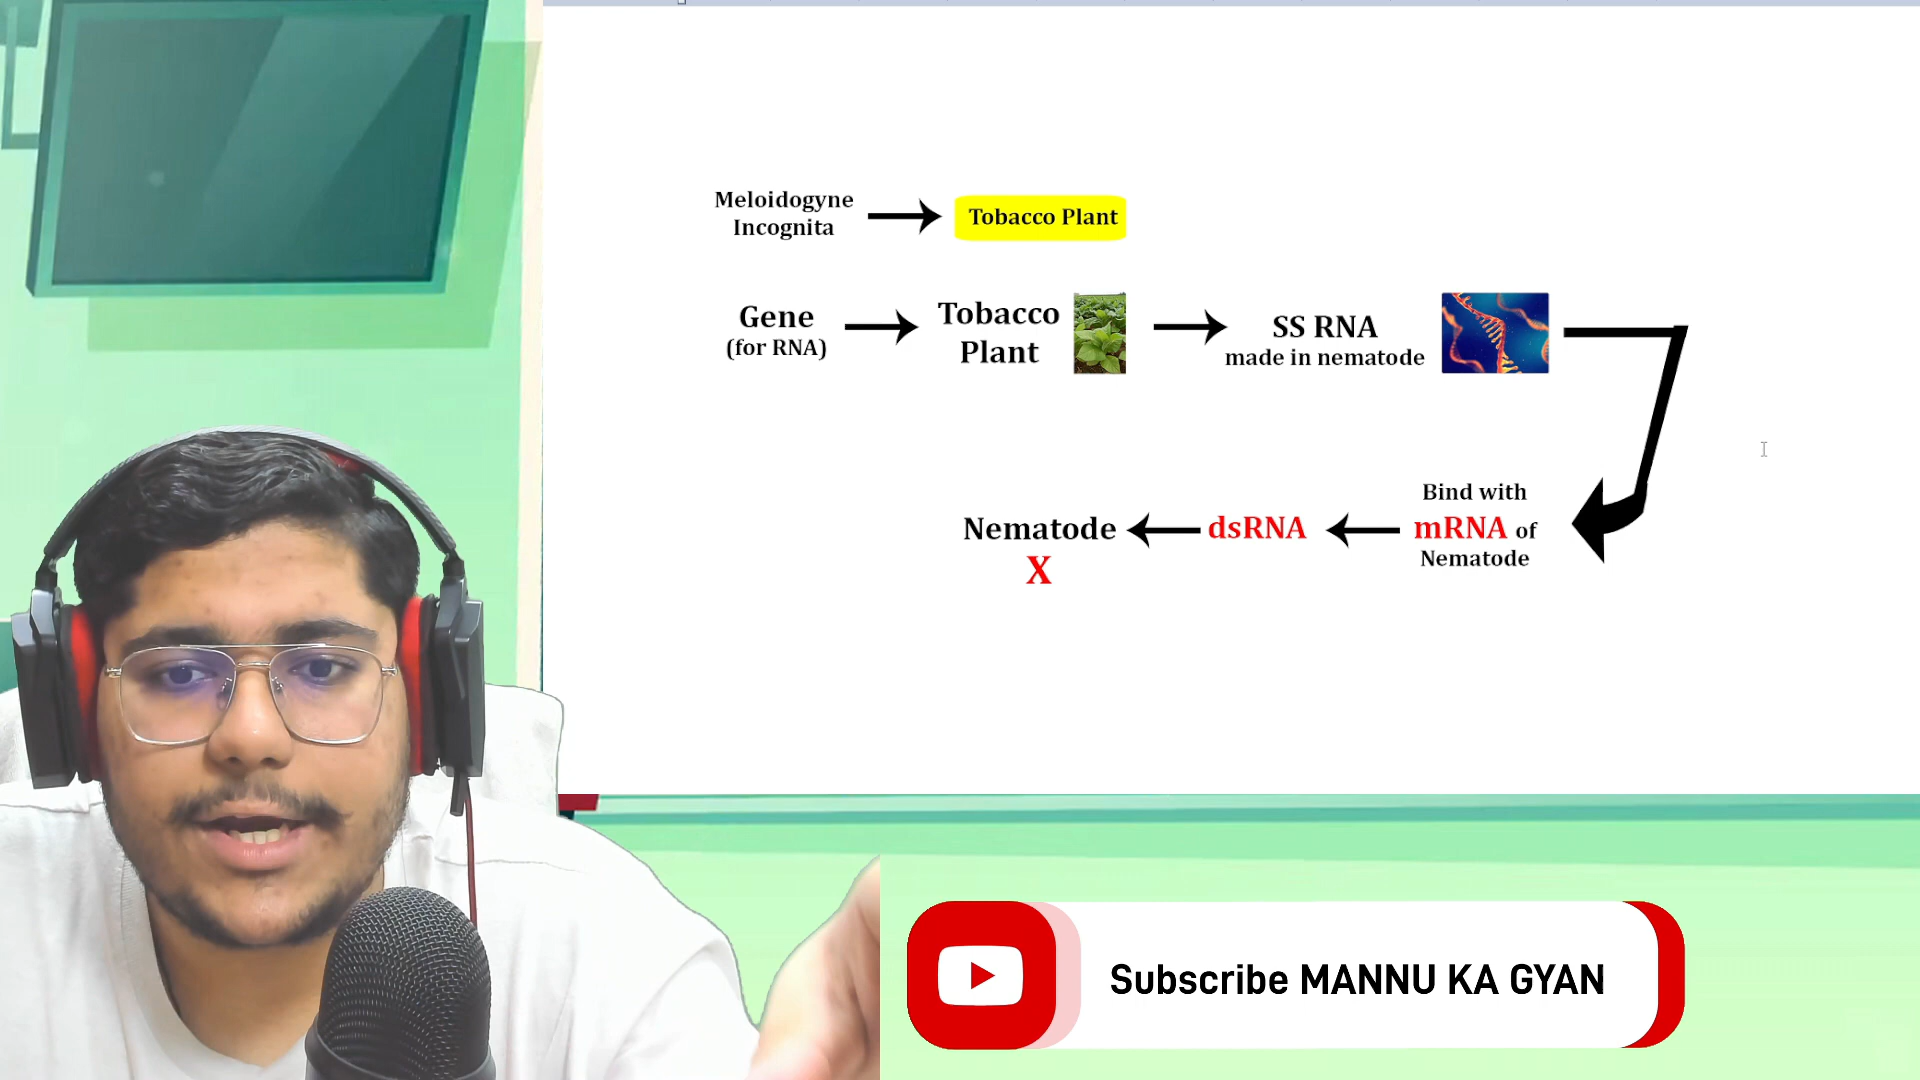 Meloidogyne
Incognita
Tobacco Plant
Gene
(for RNA)
Tobacco
Plant
SS RNA
made in nematode
Bind with
mRNA of
Nematode
dsRNA
Nematode
X
Subscribe MANNU KA GYAN